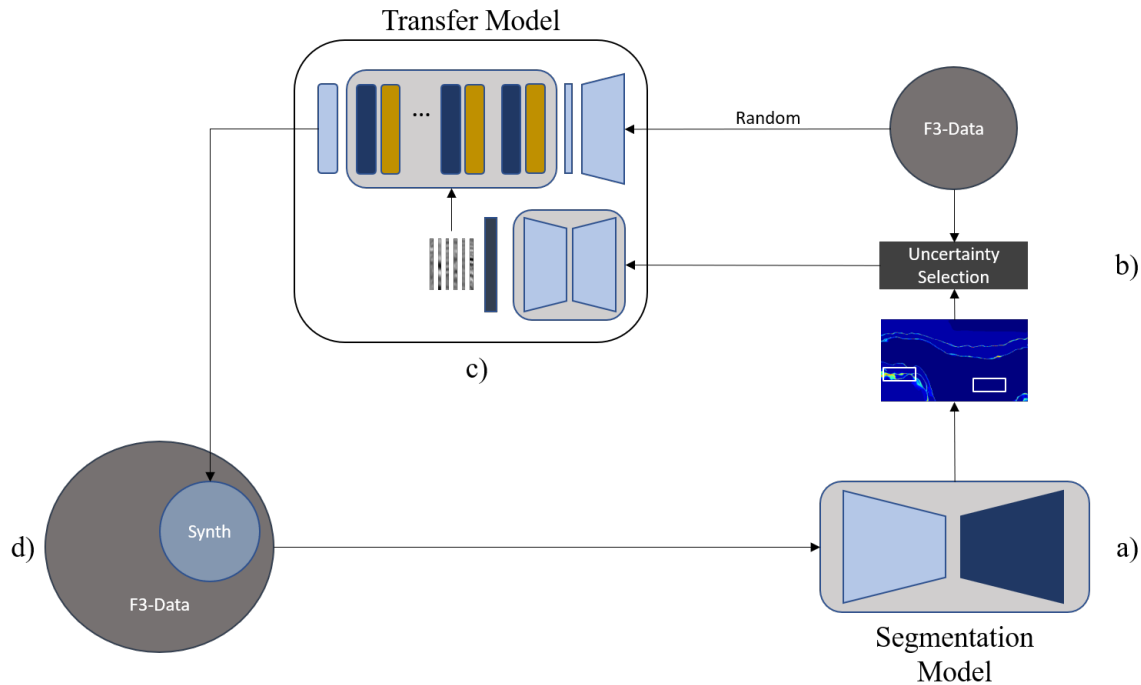 Transfer Model
...
Random
F3-Data
Uncertainty
Selection
b)
c)
Synth
d)
F3-Data
a)
Segmentation
Model